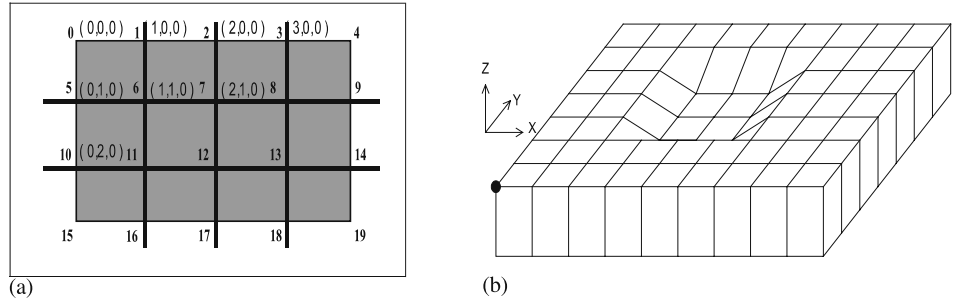 0 (0,0,0) 1 1,0,0) 2 (2,0,0) 3 3,0,0) 4
5 (0,1,0) 6 (1,1,0) 7 (2,1,0) 8 9
10 (0,2,0) 11 12 13 14
15 16 17 18 19
(a)
Z
Y
X
(b)